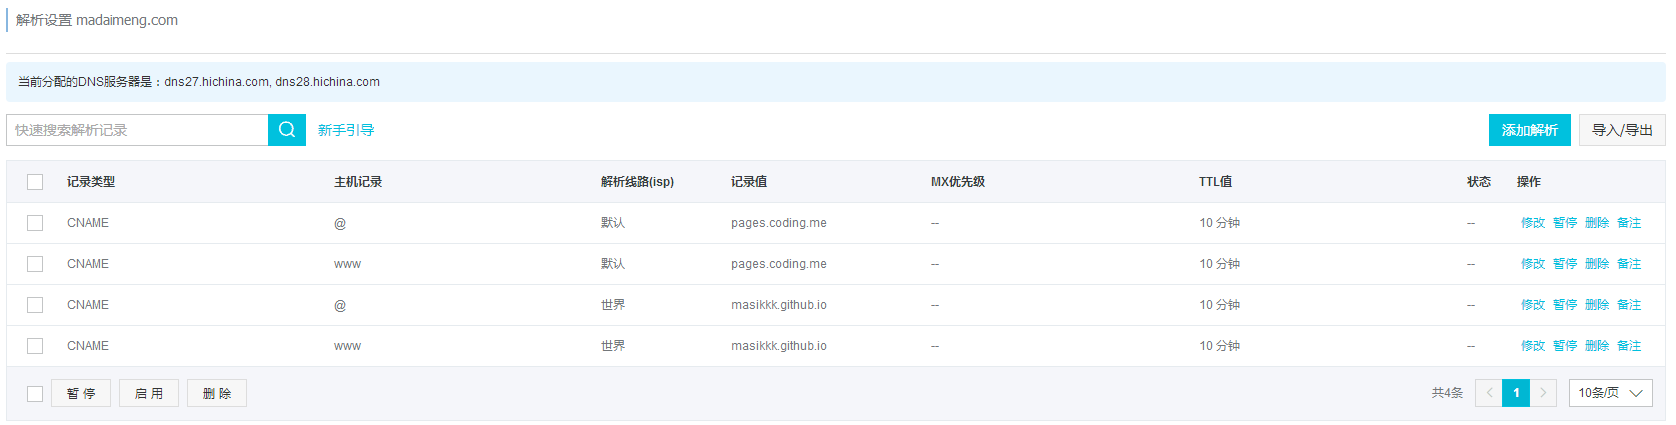 解析设置 madaimeng.com
当前分配的DNS服务器是：dns27.hichina.com, dns28.hichina.com
快速搜索解析记录 新手引导 添加解析 导入/导出
记录类型 主机记录 解析线路(isp) 记录值 MX优先级 TTL值 状态 操作
CNAME @ 默认 pages.coding.me -- 10 分钟 -- 修改 暂停 删除 备注
CNAME www 默认 pages.coding.me -- 10 分钟 -- 修改 暂停 删除 备注
CNAME @ 世界 masikkk.github.io -- 10 分钟 -- 修改 暂停 删除 备注
CNAME www 世界 masikkk.github.io -- 10 分钟 -- 修改 暂停 删除 备注
暂 停 启 用 删 除 共4条 1 10条/页